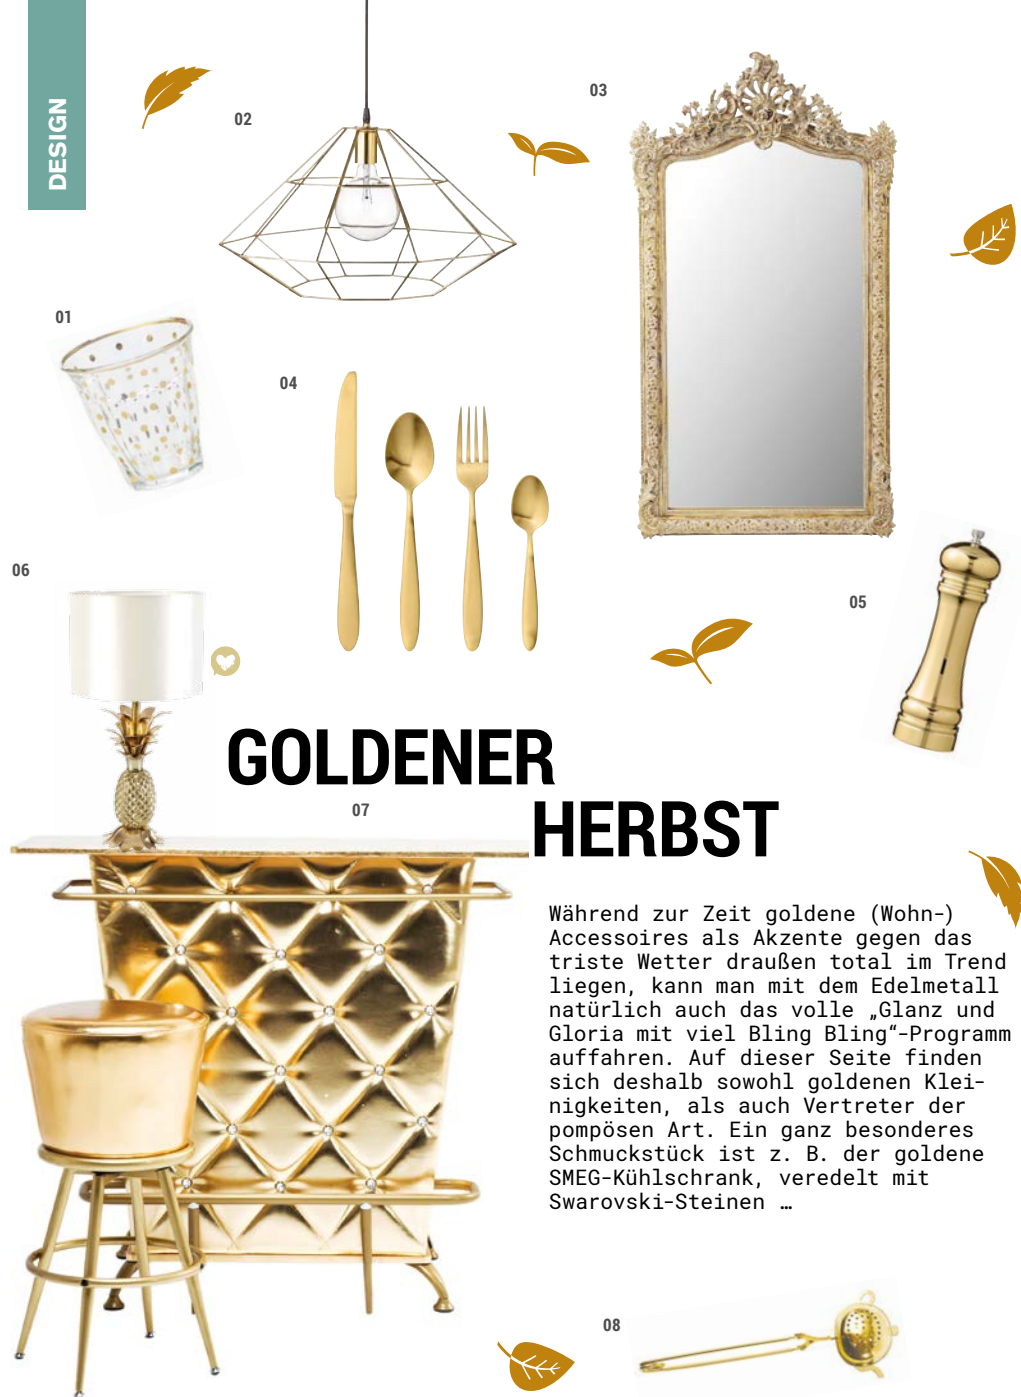 DESIGN
02
03
01
04
06
05
GOLDENER
HERBST
07
Während zur Zeit goldene (Wohn-)
Accessoires als Akzente gegen das
triste Wetter draußen total im Trend
liegen, kann man mit dem Edelmetall
natürlich auch das volle „Glanz und
Gloria mit viel Bling Bling“-Programm
auffahren. Auf dieser Seite finden
sich deshalb sowohl goldenen Klei-
nigkeiten, als auch Vertreter der
pompösen Art. Ein ganz besonderes
Schmuckstück ist z. B. der goldene
SMEG-Kühlschrank, veredelt mit
Swarovski-Steinen …
08